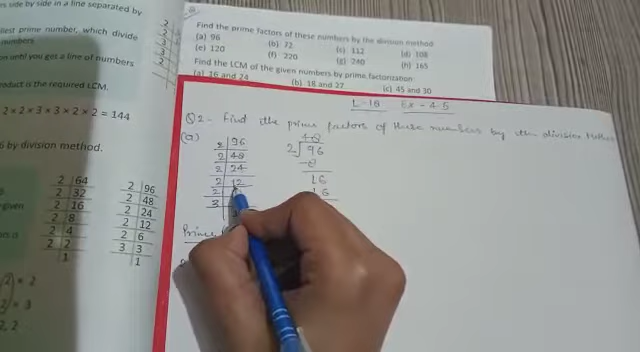 es side by side in a line separated by
llest prime number, which divide
numbers.
on until you get a line of numbers
product is the required LCM.
2 × 2 × 3 × 3 × 2 × 2 = 144
6 by division method.
2 64
2 32
2 16
2 8
2 4
2 2
1
2 96
2 48
2 24
2 12
2 6
3 3
1
Find the prime factors of these numbers by the division method
(a) 96 (b) 72 (c) 112 (d) 108
(e) 120 (f) 220 (g) 240 (h) 165
Find the LCM of the given numbers by prime factorization
(a) 16 and 24 (b) 18 and 27 (c) 45 and 30
L-16 Ex-4.5
Q2- Find the prime factors of these numbers by the division Method
(a)
2 96
2 48
2 24
2 12
2
3
48
2 96
-8
16
16
Prime